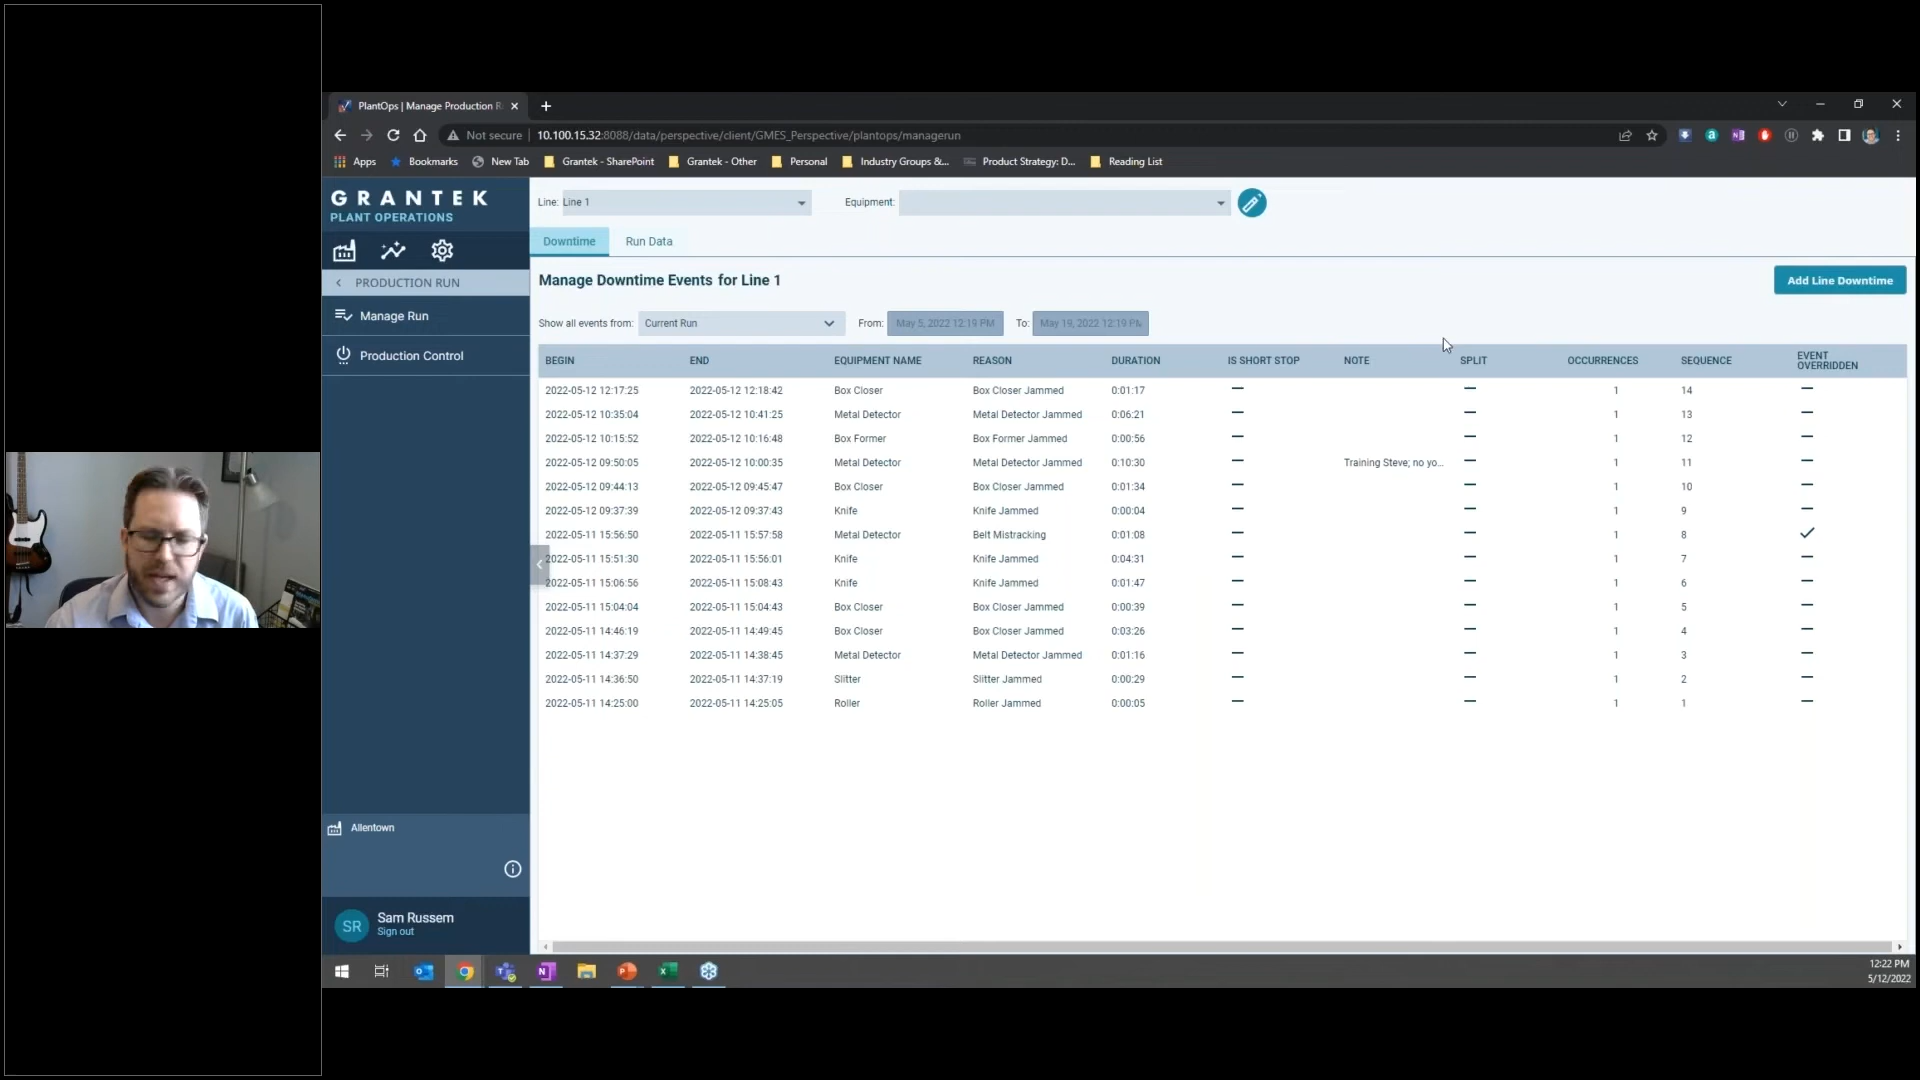 PlantOps | Manage Production R
Not secure 10.100.15.32:8088/data/perspective/client/GMES_Perspective/plantops/managerun
Apps Bookmarks New Tab Grantek - SharePoint Grantek - Other Personal Industry Groups &... Product Strategy: D... Reading List
GRANTEK
PLANT OPERATIONS
PRODUCTION RUN
Manage Run
Production Control
Allentown
SR Sam Russem
Sign out
Line: Line 1 Equipment:
Downtime Run Data
Manage Downtime Events for Line 1 Add Line Downtime
Show all events from: Current Run From: May 5, 2022 12:19 PM To: May 19, 2022 12:19 PM
BEGIN END EQUIPMENT NAME REASON DURATION IS SHORT STOP NOTE SPLIT OCCURRENCES SEQUENCE EVENT OVERRIDDEN
2022-05-12 12:17:25 2022-05-12 12:18:42 Box Closer Box Closer Jammed 0:01:17 1 14
2022-05-12 10:35:04 2022-05-12 10:41:25 Metal Detector Metal Detector Jammed 0:06:21 1 13
2022-05-12 10:15:52 2022-05-12 10:16:48 Box Former Box Former Jammed 0:00:56 1 12
2022-05-12 09:50:05 2022-05-12 10:00:35 Metal Detector Metal Detector Jammed 0:10:30 Training Steve; no yo... 1 11
2022-05-12 09:44:13 2022-05-12 09:45:47 Box Closer Box Closer Jammed 0:01:34 1 10
2022-05-12 09:37:39 2022-05-12 09:37:43 Knife Knife Jammed 0:00:04 1 9
2022-05-11 15:56:50 2022-05-11 15:57:58 Metal Detector Belt Mistracking 0:01:08 1 8
2022-05-11 15:51:30 2022-05-11 15:56:01 Knife Knife Jammed 0:04:31 1 7
2022-05-11 15:06:56 2022-05-11 15:08:43 Knife Knife Jammed 0:01:47 1 6
2022-05-11 15:04:04 2022-05-11 15:04:43 Box Closer Box Closer Jammed 0:00:39 1 5
2022-05-11 14:46:19 2022-05-11 14:49:45 Box Closer Box Closer Jammed 0:03:26 1 4
2022-05-11 14:37:29 2022-05-11 14:38:45 Metal Detector Metal Detector Jammed 0:01:16 1 3
2022-05-11 14:36:50 2022-05-11 14:37:19 Slitter Slitter Jammed 0:00:29 1 2
2022-05-11 14:25:00 2022-05-11 14:25:05 Roller Roller Jammed 0:00:05 1 1
12:22 PM
5/12/2022